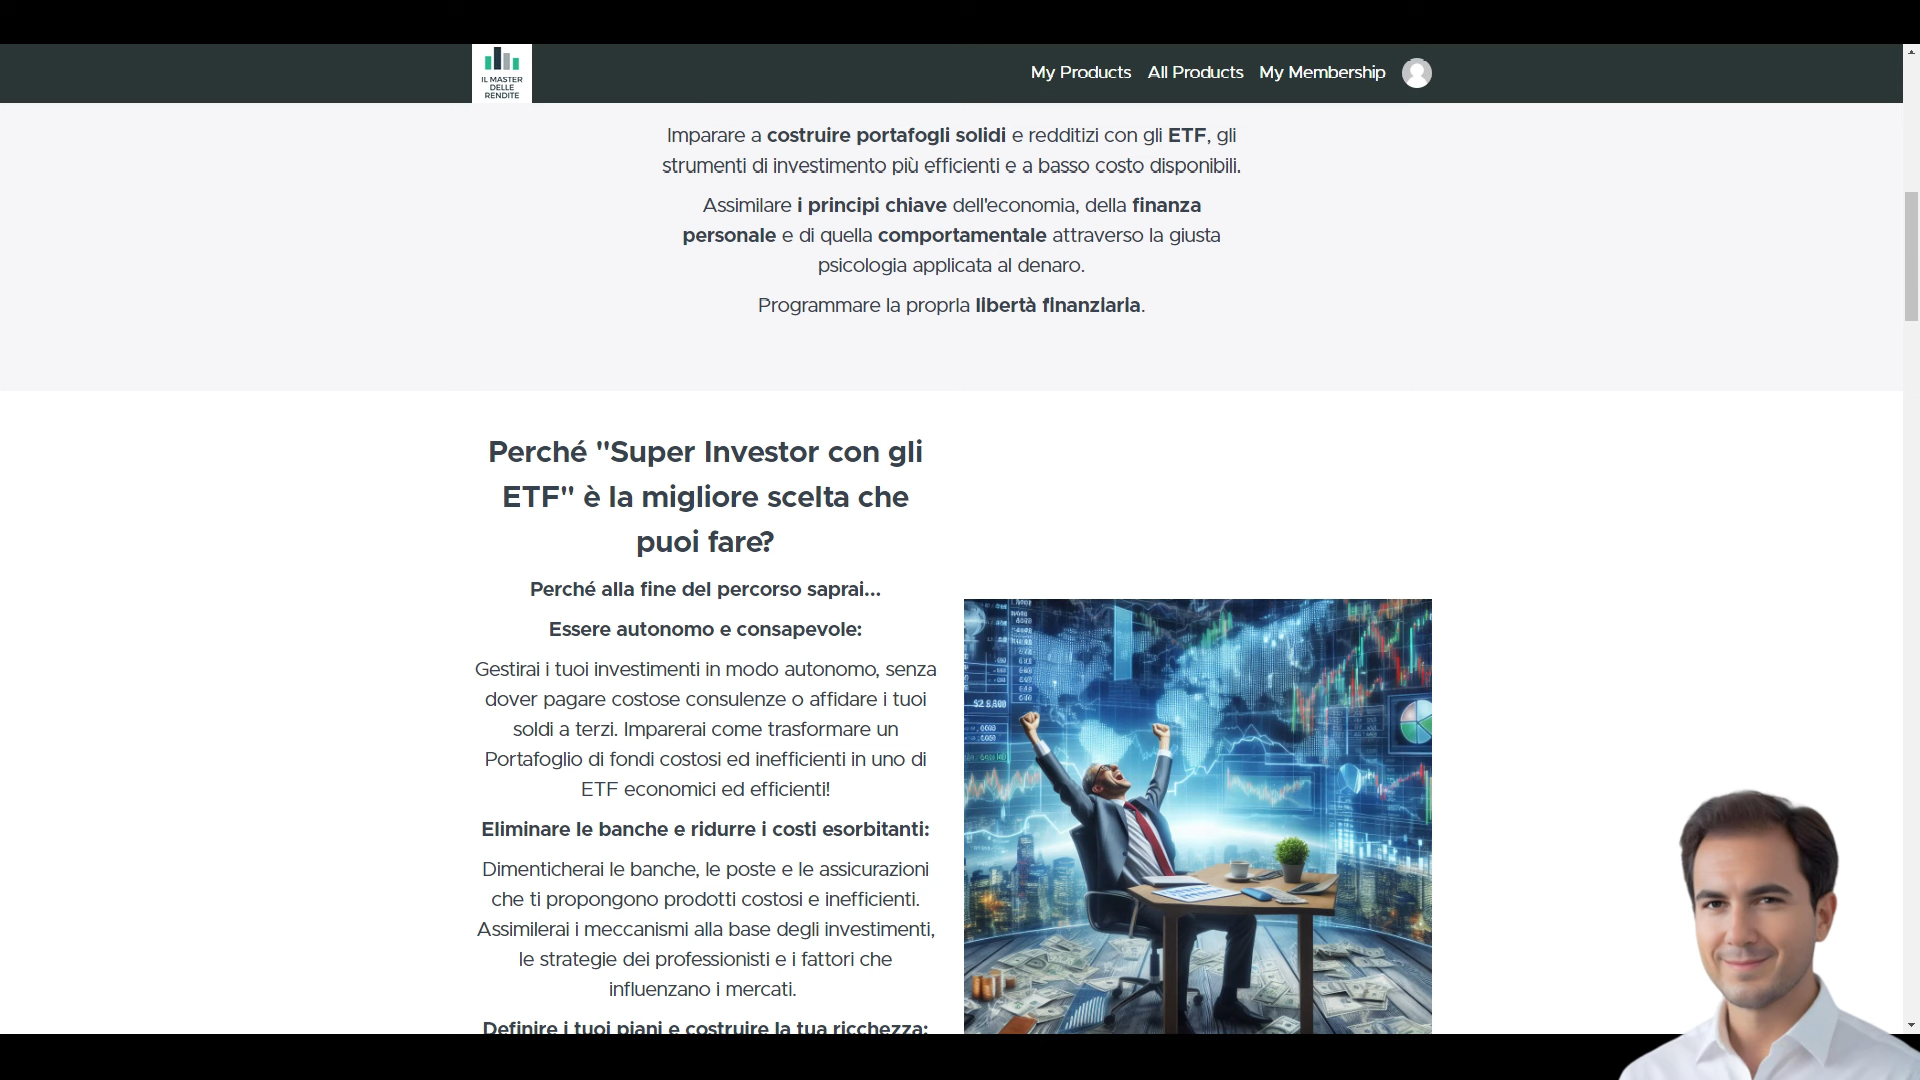 IL MASTER
DELLE
RENDITE
My Products
All Products
My Membership
Imparare a costruire portafogli solidi e redditizi con gli ETF, gli
strumenti di investimento più efficienti e a basso costo disponibili.
Assimilare i principi chiave dell'economia, della finanza
personale e di quella comportamentale attraverso la giusta
psicologia applicata al denaro.
Programmare la propria libertà finanziaria.
Perché "Super Investor con gli
ETF" è la migliore scelta che
puoi fare?
Perché alla fine del percorso saprai...
Essere autonomo e consapevole:
Gestirai i tuoi investimenti in modo autonomo, senza
dover pagare costose consulenze o affidare i tuoi
soldi a terzi. Imparerai come trasformare un
Portafoglio di fondi costosi ed inefficienti in uno di
ETF economici ed efficienti!
Eliminare le banche e ridurre i costi esorbitanti:
Dimenticherai le banche, le poste e le assicurazioni
che ti propongono prodotti costosi e inefficienti.
Assimilerai i meccanismi alla base degli investimenti,
le strategie dei professionisti e i fattori che
influenzano i mercati.
Definire i tuoi piani e costruire la tua ricchezza: